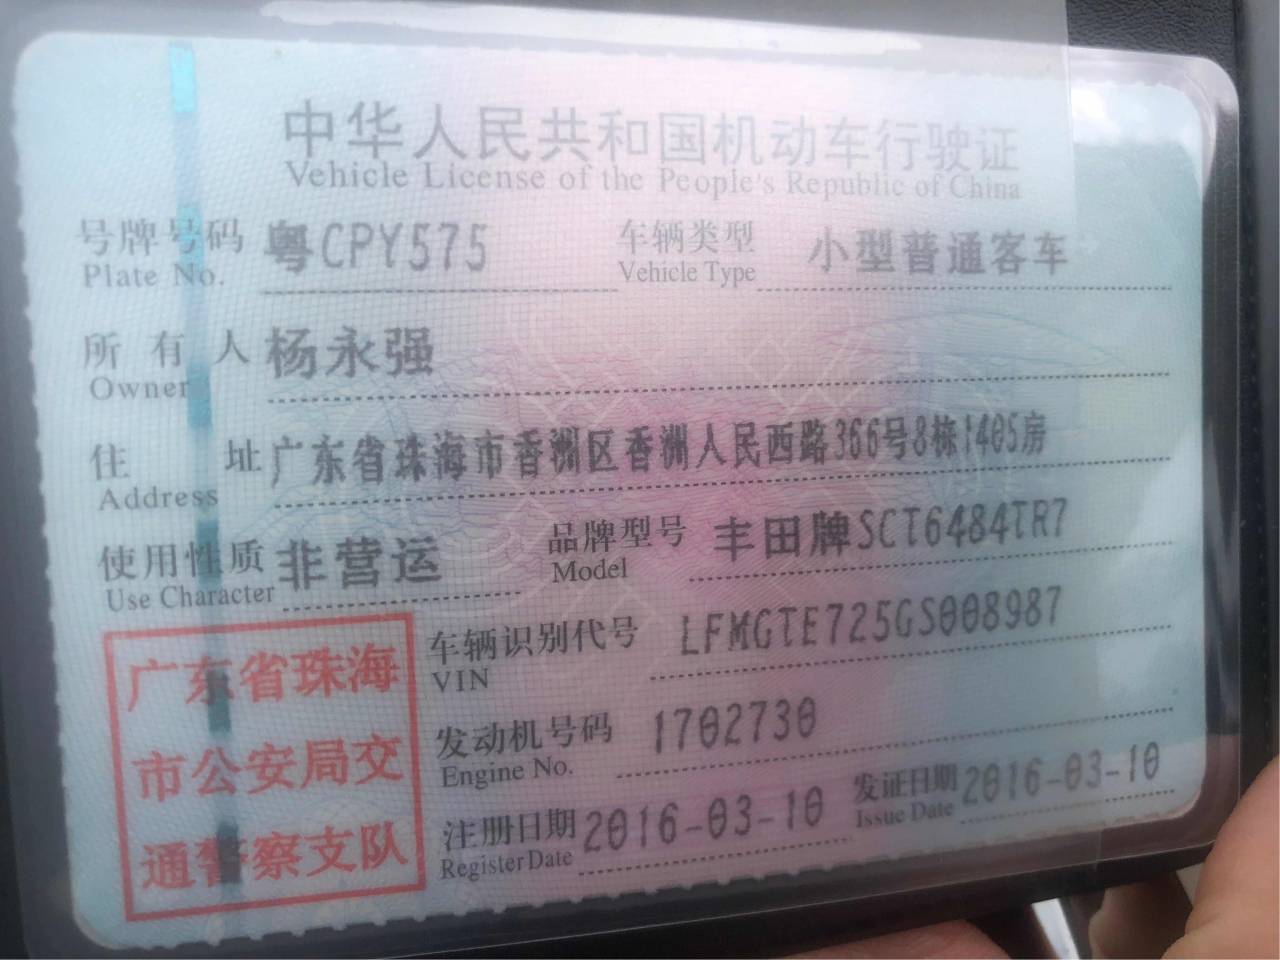 中华人民共和国机动车行驶证
Vehicle License of the People's Republic of China
号牌号码 粤CPY575 车辆类型 小型普通客车
Plate No. Vehicle Type
所有人 杨永强
Owner
住址 广东省珠海市香洲区香洲人民西路366号8栋1405房
Address
使用性质 非营运 品牌型号 丰田牌SCT6484TR7
Use Character Model
车辆识别代号 LFMGTE725GS008987
VIN
发动机号码 1702730
Engine No.
注册日期 2016-03-10 发证日期 2016-03-10
Register Date Issue Date
广东省珠海
市公安局交
通警察支队